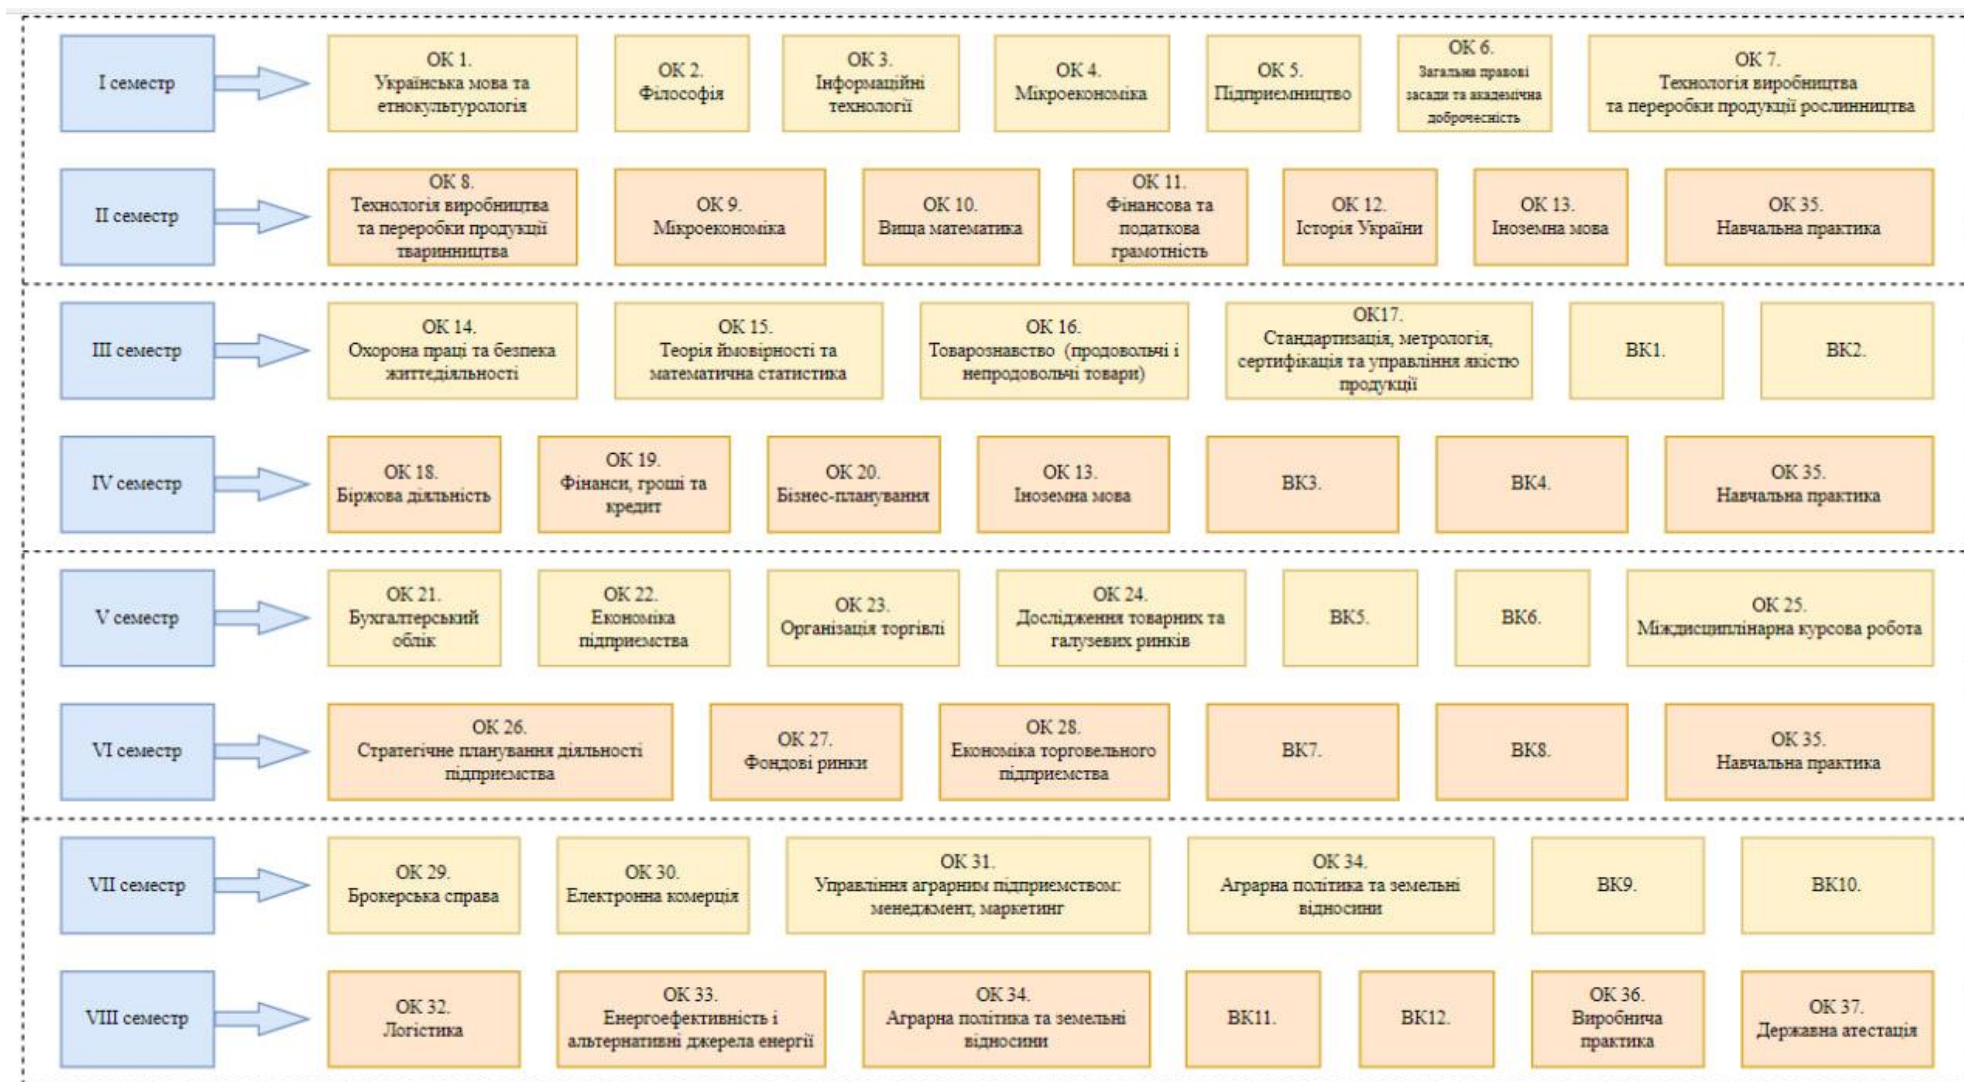 I семестр
ОК 1.
Українська мова та
етнокультурологія
ОК 2.
Філософія
ОК 3.
Інформаційні
технології
ОК 4.
Мікроекономіка
ОК 5.
Підприємництво
ОК 6.
Загальна правові
засади та академічна
доброчесність
ОК 7.
Технологія виробництва
та переробки продукції рослинництва
II семестр
ОК 8.
Технологія виробництва
та переробки продукції
тваринництва
ОК 9.
Мікроекономіка
ОК 10.
Вища математика
ОК 11.
Фінансова та
податкова
грамотність
ОК 12.
Історія України
ОК 13.
Іноземна мова
ОК 35.
Навчальна практика
III семестр
ОК 14.
Охорона праці та безпека
життєдіяльності
ОК 15.
Теорія ймовірності та
математична статистика
ОК 16.
Товарознавство (продовольчі і
непродовольчі товари)
ОК17.
Стандартизація, метрологія,
сертифікація та управління якістю
продукції
ВК1.
ВК2.
IV семестр
ОК 18.
Біржова діяльність
ОК 19.
Фінанси, гроші та
кредит
ОК 20.
Бізнес-планування
ОК 13.
Іноземна мова
ВК3.
ВК4.
ОК 35.
Навчальна практика
V семестр
ОК 21.
Бухгалтерський
облік
ОК 22.
Економіка
підприємства
ОК 23.
Організація торгівлі
ОК 24.
Дослідження товарних та
галузевих ринків
ВК5.
ВК6.
ОК 25.
Міждисциплінарна курсова робота
VI семестр
ОК 26.
Стратегічне планування діяльності
підприємства
ОК 27.
Фондові ринки
ОК 28.
Економіка торговельного
підприємства
ВК7.
ВК8.
ОК 35.
Навчальна практика
VII семестр
ОК 29.
Брокерська справа
ОК 30.
Електронна комерція
ОК 31.
Управління аграрним підприємством:
менеджмент, маркетинг
ОК 34.
Аграрна політика та земельні
відносини
ВК9.
ВК10.
VIII семестр
ОК 32.
Логістика
ОК 33.
Енергоефективність і
альтернативні джерела енергії
ОК 34.
Аграрна політика та земельні
відносини
ВК11.
ВК12.
ОК 36.
Виробнича
практика
ОК 37.
Державна атестація